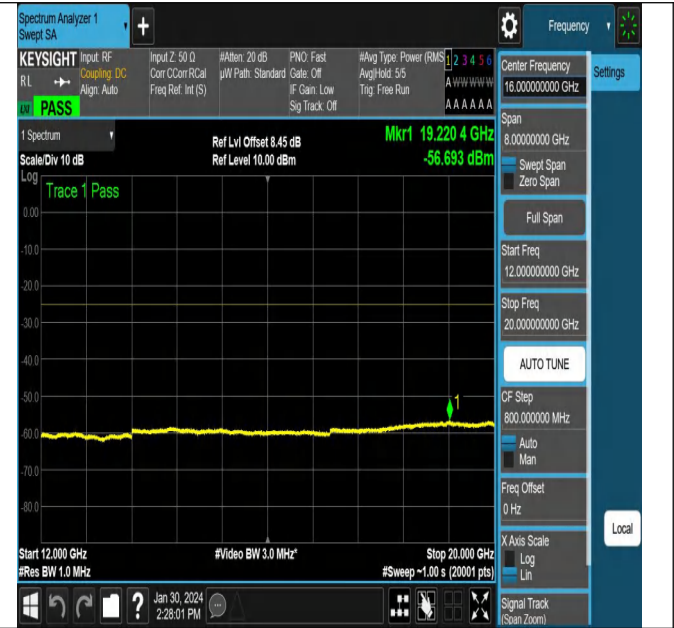 Spectrum Analyzer 1
Swept SA
+
Frequency
KEYSIGHT
RL
PASS
Input: RF
Coupling: DC
Align: Auto
Input Z: 50 Ω
Corr CCorr RCal
Freq Ref: Int (S)
#Atten: 20 dB
µW Path: Standard
PNO: Fast
Gate: Off
IF Gain: Low
Sig Track: Off
#Avg Type: Power (RMS
Avg|Hold: 5/5
Trig: Free Run
1 2 3 4 5 6
A W W W W W
A A A A A A
1 Spectrum
Scale/Div 10 dB
Log
Ref Lvl Offset 8.45 dB
Ref Level 10.00 dBm
Mkr1 19.220 4 GHz
-56.693 dBm
Trace 1 Pass
0.00
-10.0
-20.0
-30.0
-40.0
-50.0
-60.0
-70.0
-80.0
1
Start 12.000 GHz
#Res BW 1.0 MHz
#Video BW 3.0 MHz*
Stop 20.000 GHz
#Sweep ~1.00 s (20001 pts)
Center Frequency
16.000000000 GHz
Settings
Span
8.00000000 GHz
Swept Span
Zero Span
Full Span
Start Freq
12.000000000 GHz
Stop Freq
20.000000000 GHz
AUTO TUNE
CF Step
800.000000 MHz
Auto
Man
Freq Offset
0 Hz
X Axis Scale
Log
Lin
Local
Signal Track
(Span Zoom)
?
Jan 30, 2024
2:28:01 PM